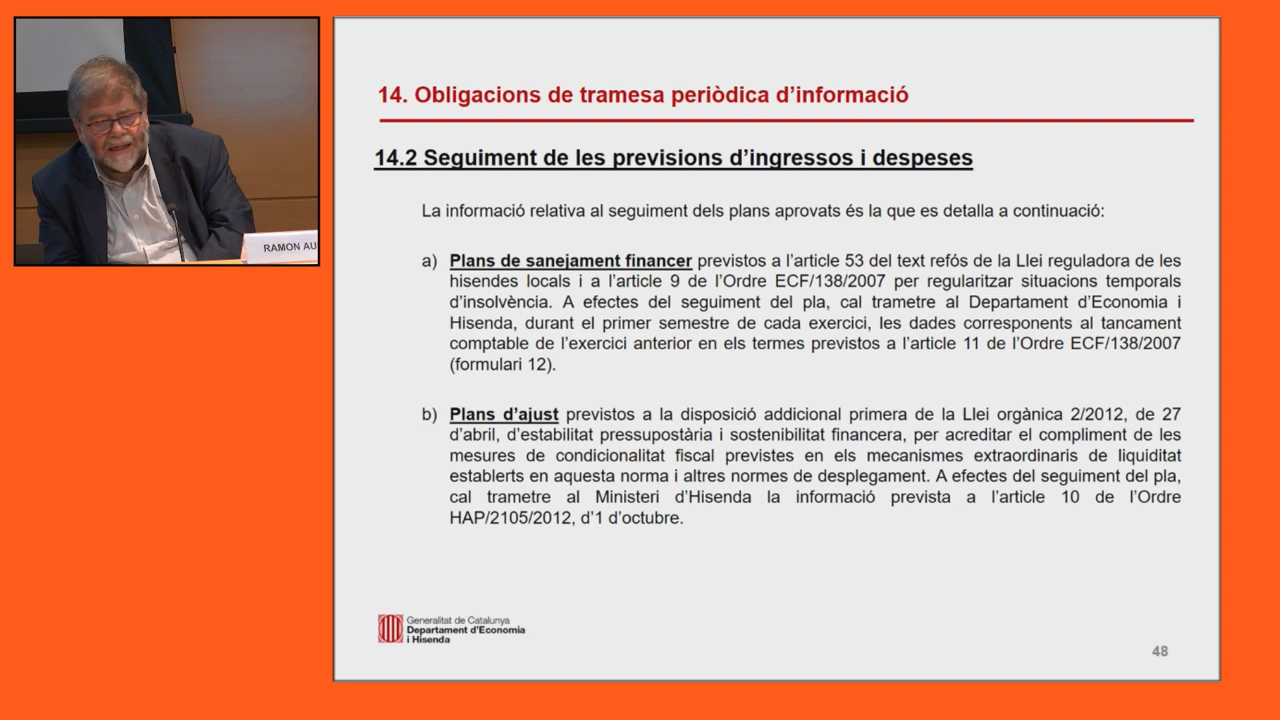 RAMON AU
14. Obligacions de tramesa periòdica d’informació
14.2 Seguiment de les previsions d’ingressos i despeses
La informació relativa al seguiment dels plans aprovats és la que es detalla a continuació:
a) Plans de sanejament financer previstos a l’article 53 del text refós de la Llei reguladora de les
hisendes locals i a l’article 9 de l’Ordre ECF/138/2007 per regularitzar situacions temporals
d’insolvència. A efectes del seguiment del pla, cal trametre al Departament d’Economia i
Hisenda, durant el primer semestre de cada exercici, les dades corresponents al tancament
comptable de l’exercici anterior en els termes previstos a l’article 11 de l’Ordre ECF/138/2007
(formulari 12).
b) Plans d’ajust previstos a la disposició addicional primera de la Llei orgànica 2/2012, de 27
d’abril, d’estabilitat pressupostària i sostenibilitat financera, per acreditar el compliment de les
mesures de condicionalitat fiscal previstes en els mecanismes extraordinaris de liquiditat
establerts en aquesta norma i altres normes de desplegament. A efectes del seguiment del pla,
cal trametre al Ministeri d’Hisenda la informació prevista a l’article 10 de l’Ordre
HAP/2105/2012, d’1 d’octubre.
Generalitat de Catalunya
Departament d’Economia
i Hisenda
48